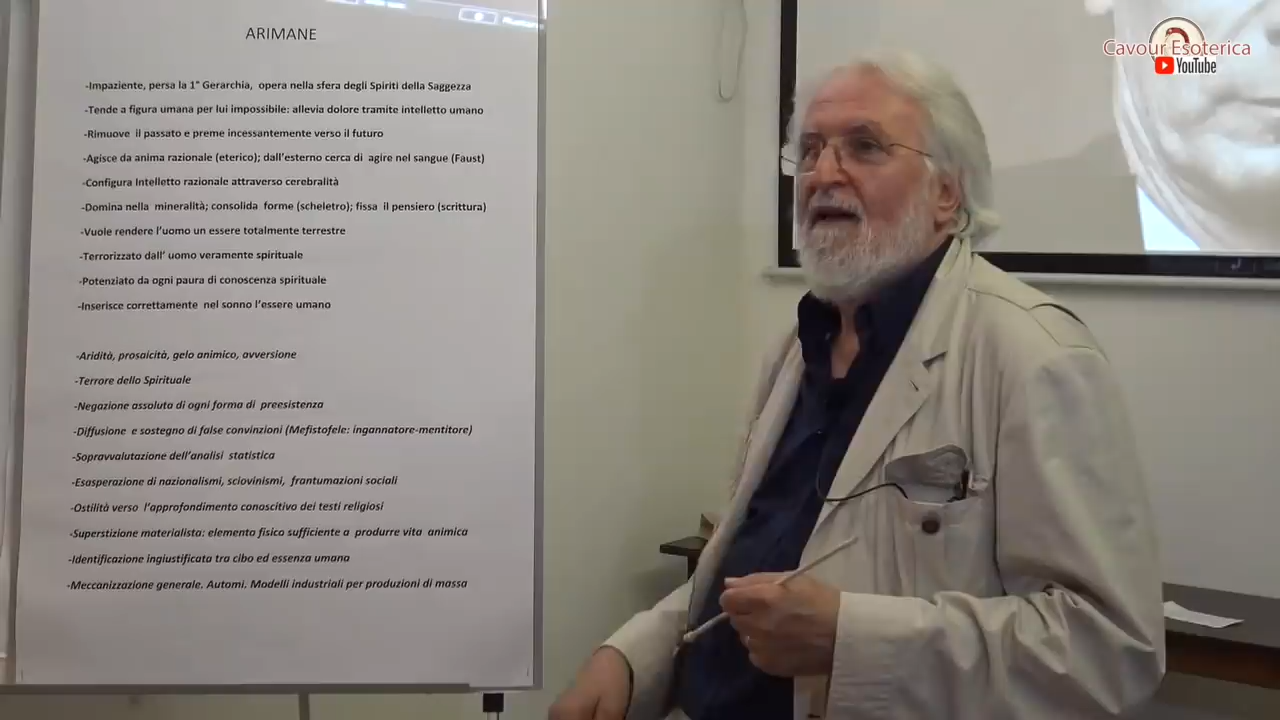 ARIMANE
-Impaziente, persa la 1° Gerarchia, opera nella sfera degli Spiriti della Saggezza
-Tende a figura umana per lui impossibile: allevia dolore tramite intelletto umano
-Rimuove il passato e preme incessantemente verso il futuro
-Agisce da anima razionale (eterico); dall'esterno cerca di agire nel sangue (Faust)
-Configura Intelletto razionale attraverso cerebralità
-Domina nella mineralità; consolida forme (scheletro); fissa il pensiero (scrittura)
-Vuole rendere l'uomo un essere totalmente terrestre
-Terrorizzato dall' uomo veramente spirituale
-Potenziato da ogni paura di conoscenza spirituale
-Inserisce correttamente nel sonno l'essere umano
-Aridità, prosaicità, gelo animico, avversione
-Terrore dello Spirituale
-Negazione assoluta di ogni forma di preesistenza
-Diffusione e sostegno di false convinzioni (Mefistofele: ingannatore-mentitore)
-Sopravvalutazione dell'analisi statistica
-Esasperazione di nazionalismi, sciovinismi, frantumazioni sociali
-Ostilità verso l'approfondimento conoscitivo dei testi religiosi
-Superstizione materialista: elemento fisico sufficiente a produrre vita animica
-Identificazione ingiustificata tra cibo ed essenza umana
-Meccanizzazione generale. Automi. Modelli industriali per produzioni di massa
Cavour Esoterica
YouTube